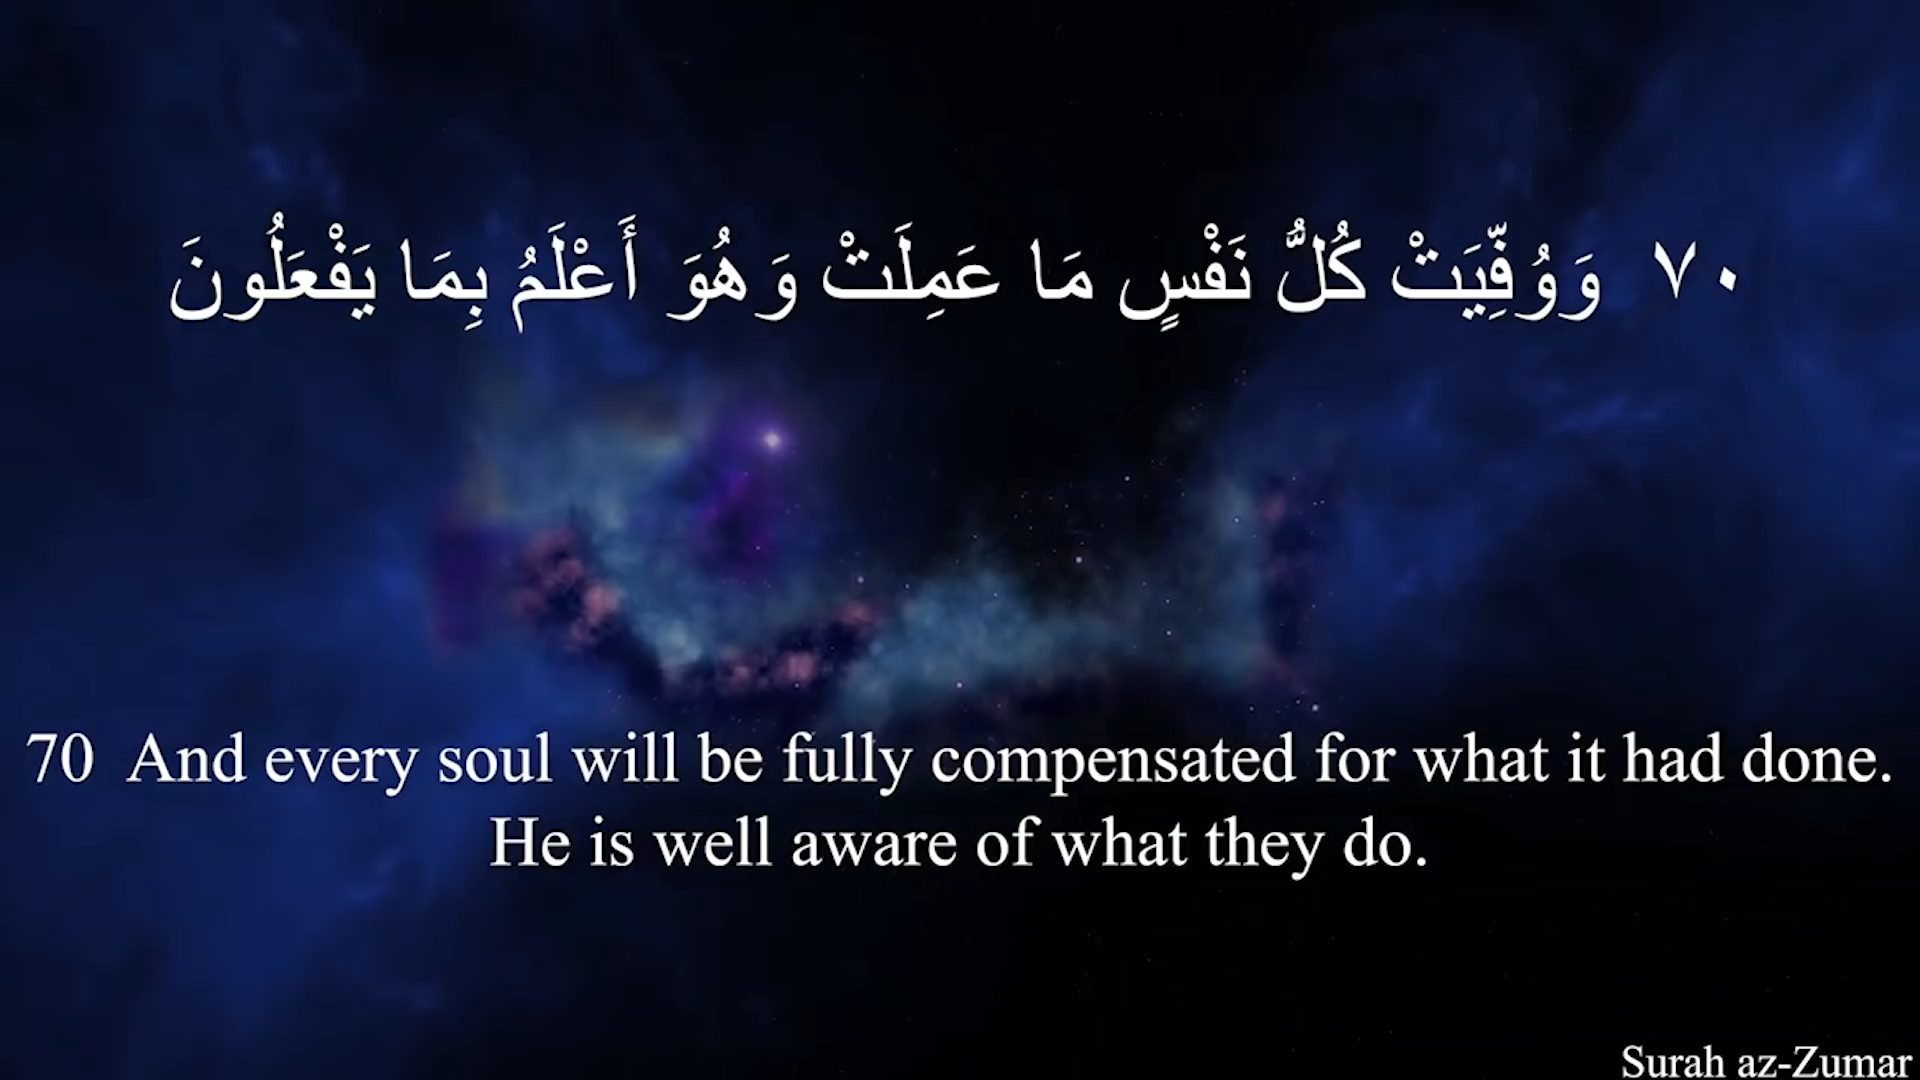 ٧٠ وَوُفِّيَتْ كُلُّ نَفْسٍ مَا عَمِلَتْ وَهُوَ أَعْلَمُ بِمَا يَفْعَلُونَ
70 And every soul will be fully compensated for what it had done.
He is well aware of what they do.
Surah az-Zumar